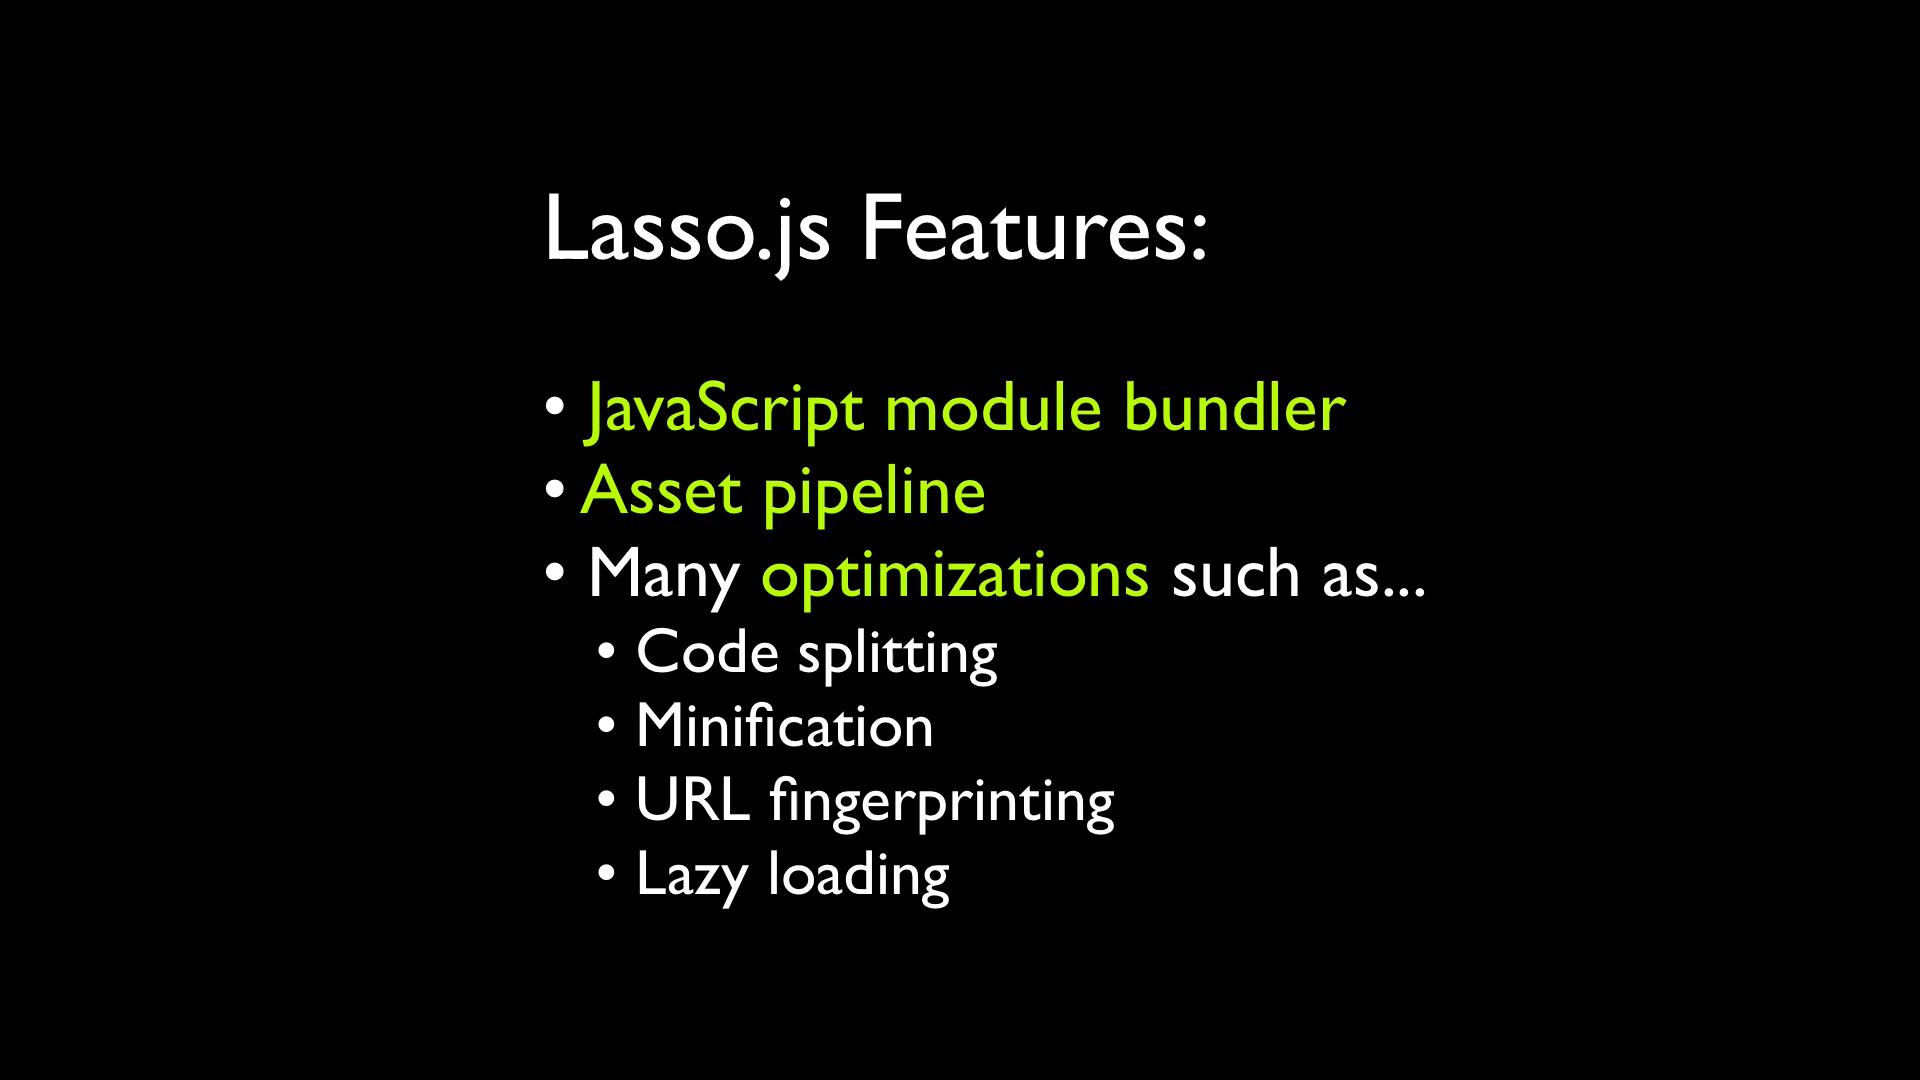 Lasso.js Features:
• JavaScript module bundler
• Asset pipeline
• Many optimizations such as...
• Code splitting
• Minification
• URL fingerprinting
• Lazy loading